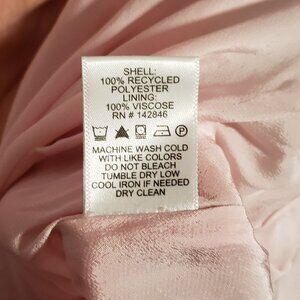 SHELL:
100% RECYCLED
POLYESTER
LINING:
100% VISCOSE
RN # 142846
MACHINE WASH COLD
WITH LIKE COLORS
DO NOT BLEACH
TUMBLE DRY LOW
COOL IRON IF NEEDED
DRY CLEAN